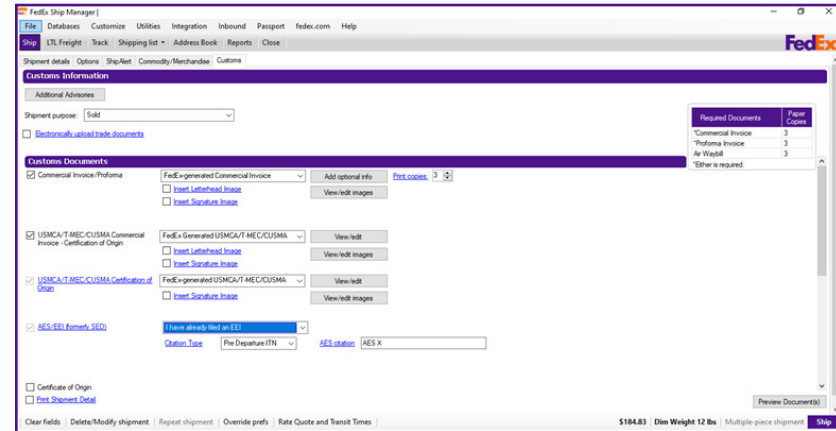 FedEx Ship Manager |
File Databases Customize Utilities Integration Inbound Passport fedex.com Help
Ship LTL Freight Track Shipping list Address Book Reports Close
FedEx
Shipment details Options ShipAlert Commodity/Merchandise Customs
Customs Information
Additional Advisories
Shipment purpose: Sold
Electronically upload trade documents
Required Documents Paper Copies
*Commercial Invoice 3
*Proforma Invoice 3
Air Waybill 3
*Either is required.
Customs Documents
Commercial Invoice/Proforma FedEx-generated Commercial Invoice Add optional info Print copies: 3
Insert Letterhead Image View/edit images
Insert Signature Image
USMCA/T-MEC/CUSMA Commercial Invoice - Certification of Origin FedEx-Generated USMCA/T-MEC/CUSMA View/edit
Insert Letterhead Image View/edit images
Insert Signature Image
USMCA/T-MEC/CUSMA Certification of Origin FedEx-generated USMCA/T-MEC/CUSMA View/edit
Insert Signature Image View/edit images
AES/EEI (formerly SED) I have already filed an EEI
Citation Type Pre Departure ITN AES citation AES X
Certificate of Origin
Print Shipment Detail Preview Document(s)
Clear fields Delete/Modify shipment Repeat shipment Override prefs Rate Quote and Transit Times $184.83 Dim Weight 12 lbs Multiple-piece shipment Ship